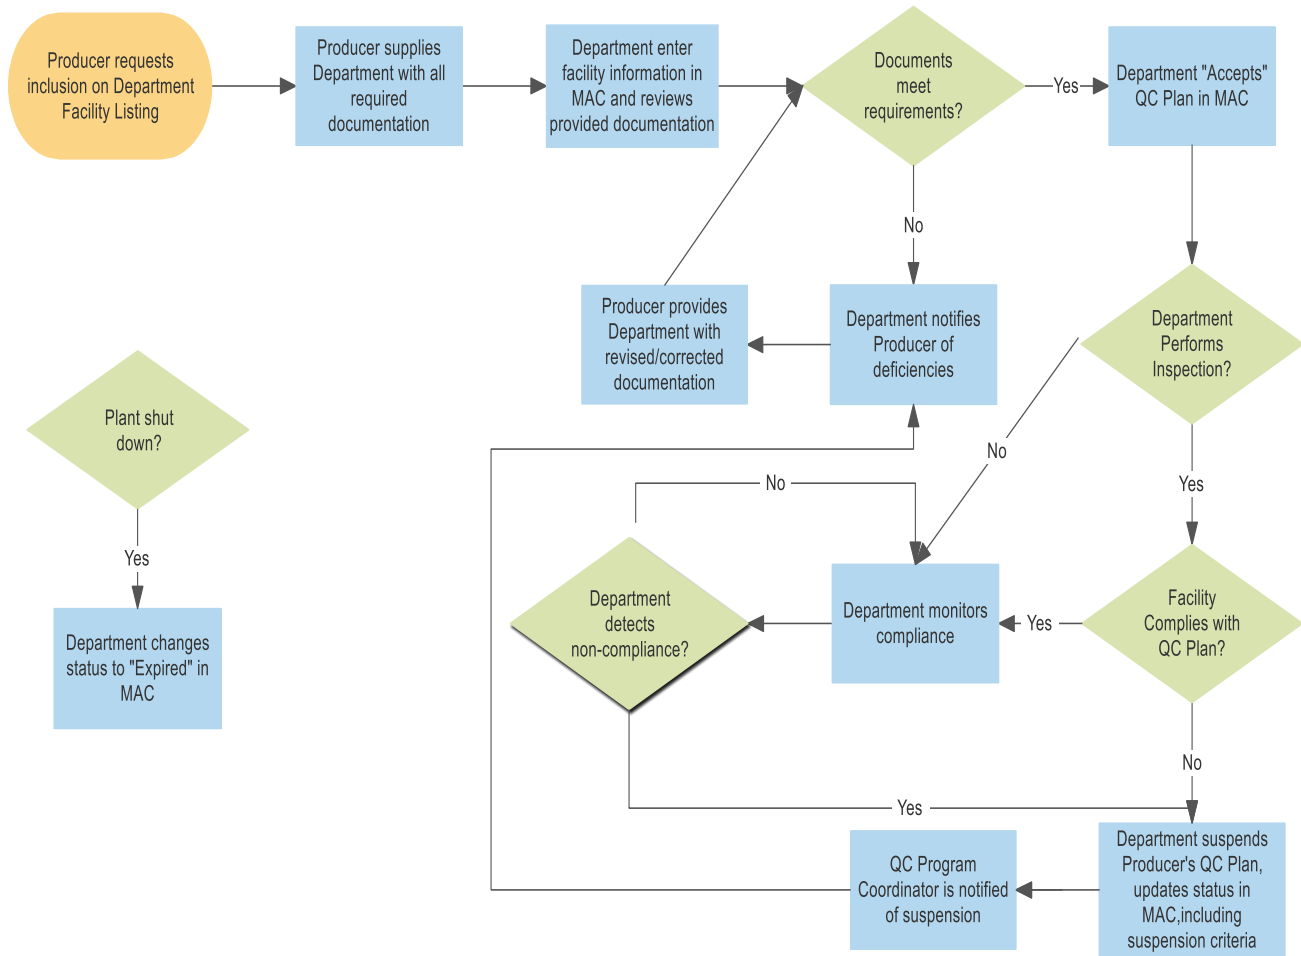 Producer requests
inclusion on Department
Facility Listing
Producer supplies
Department with all
required
documentation
Department enter
facility information in
MAC and reviews
provided documentation
Documents
meet
requirements?
Yes
Department "Accepts"
QC Plan in MAC
No
Producer provides
Department with
revised/corrected
documentation
Department notifies
Producer of
deficiencies
Department
Performs
Inspection?
Plant shut
down?
No
Yes
No
Yes
Department
detects
non-compliance?
Department monitors
compliance
Yes
Facility
Complies with
QC Plan?
Department changes
status to "Expired" in
MAC
No
Yes
QC Program
Coordinator is notified
of suspension
Department suspends
Producer's QC Plan,
updates status in
MAC,including
suspension criteria